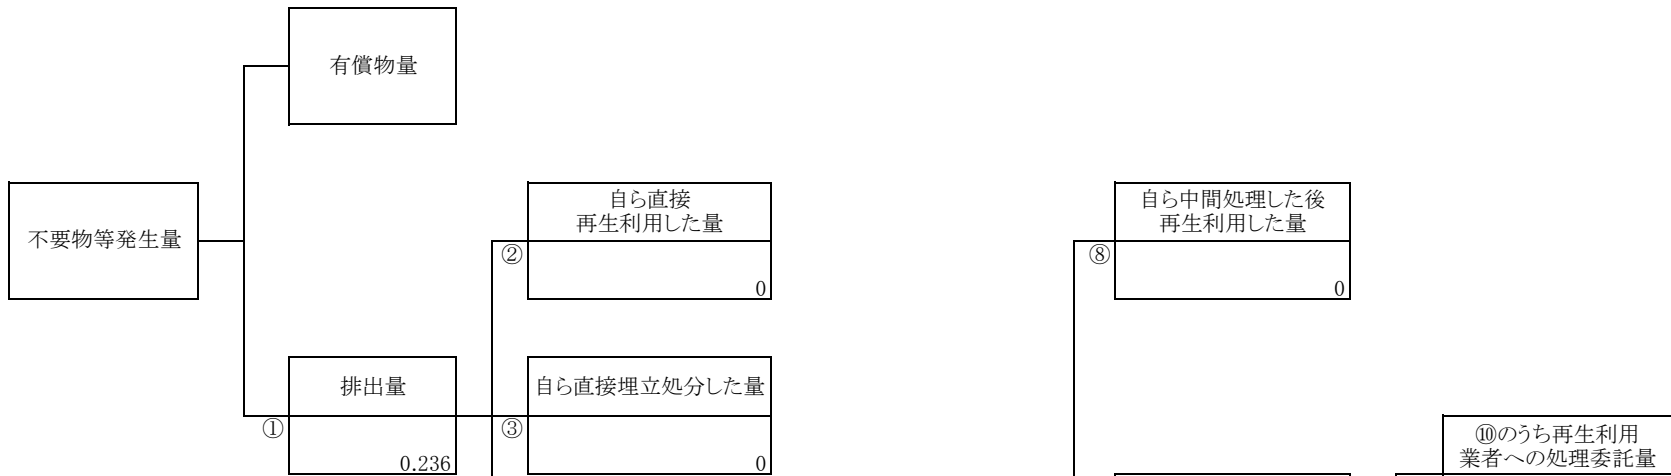 有償物量
不要物等発生量
自ら直接
再生利用した量
②
0
自ら中間処理した後
再生利用した量
⑧
0
排出量
①
0.236
自ら直接埋立処分した量
③
0
⑩のうち再生利用
業者への処理委託量